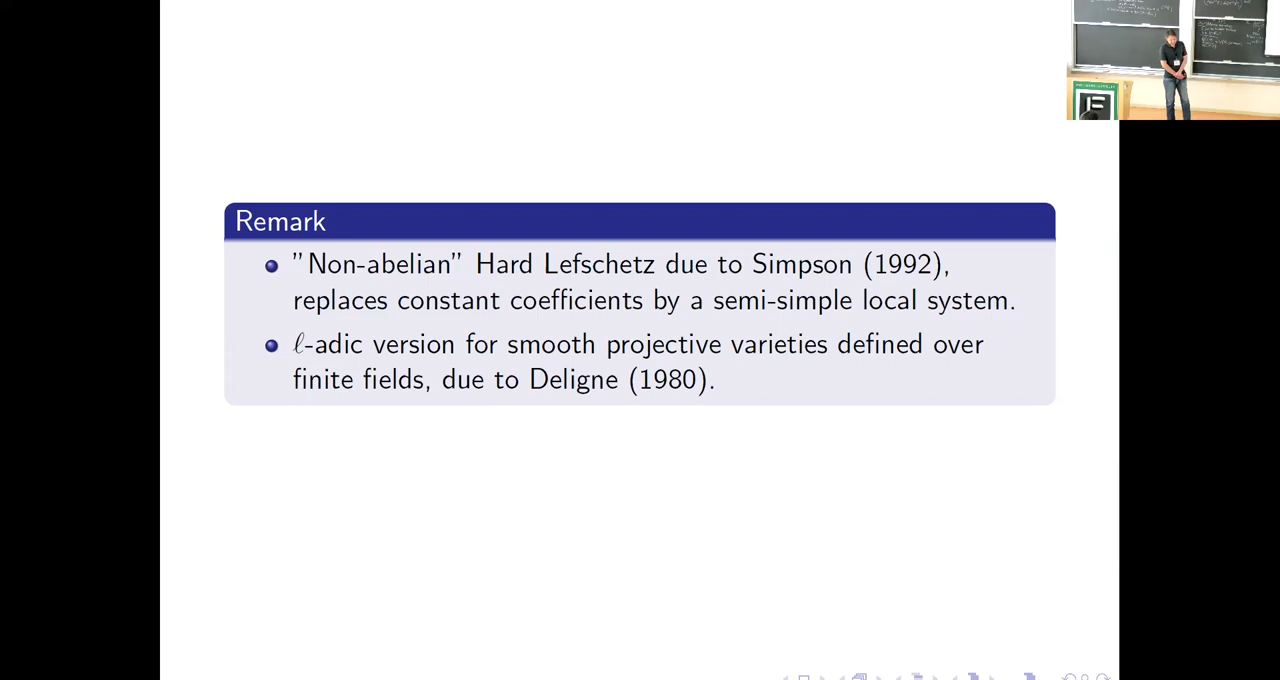 Remark
"Non-abelian" Hard Lefschetz due to Simpson (1992),
replaces constant coefficients by a semi-simple local system.
ℓ-adic version for smooth projective varieties defined over
finite fields, due to Deligne (1980).